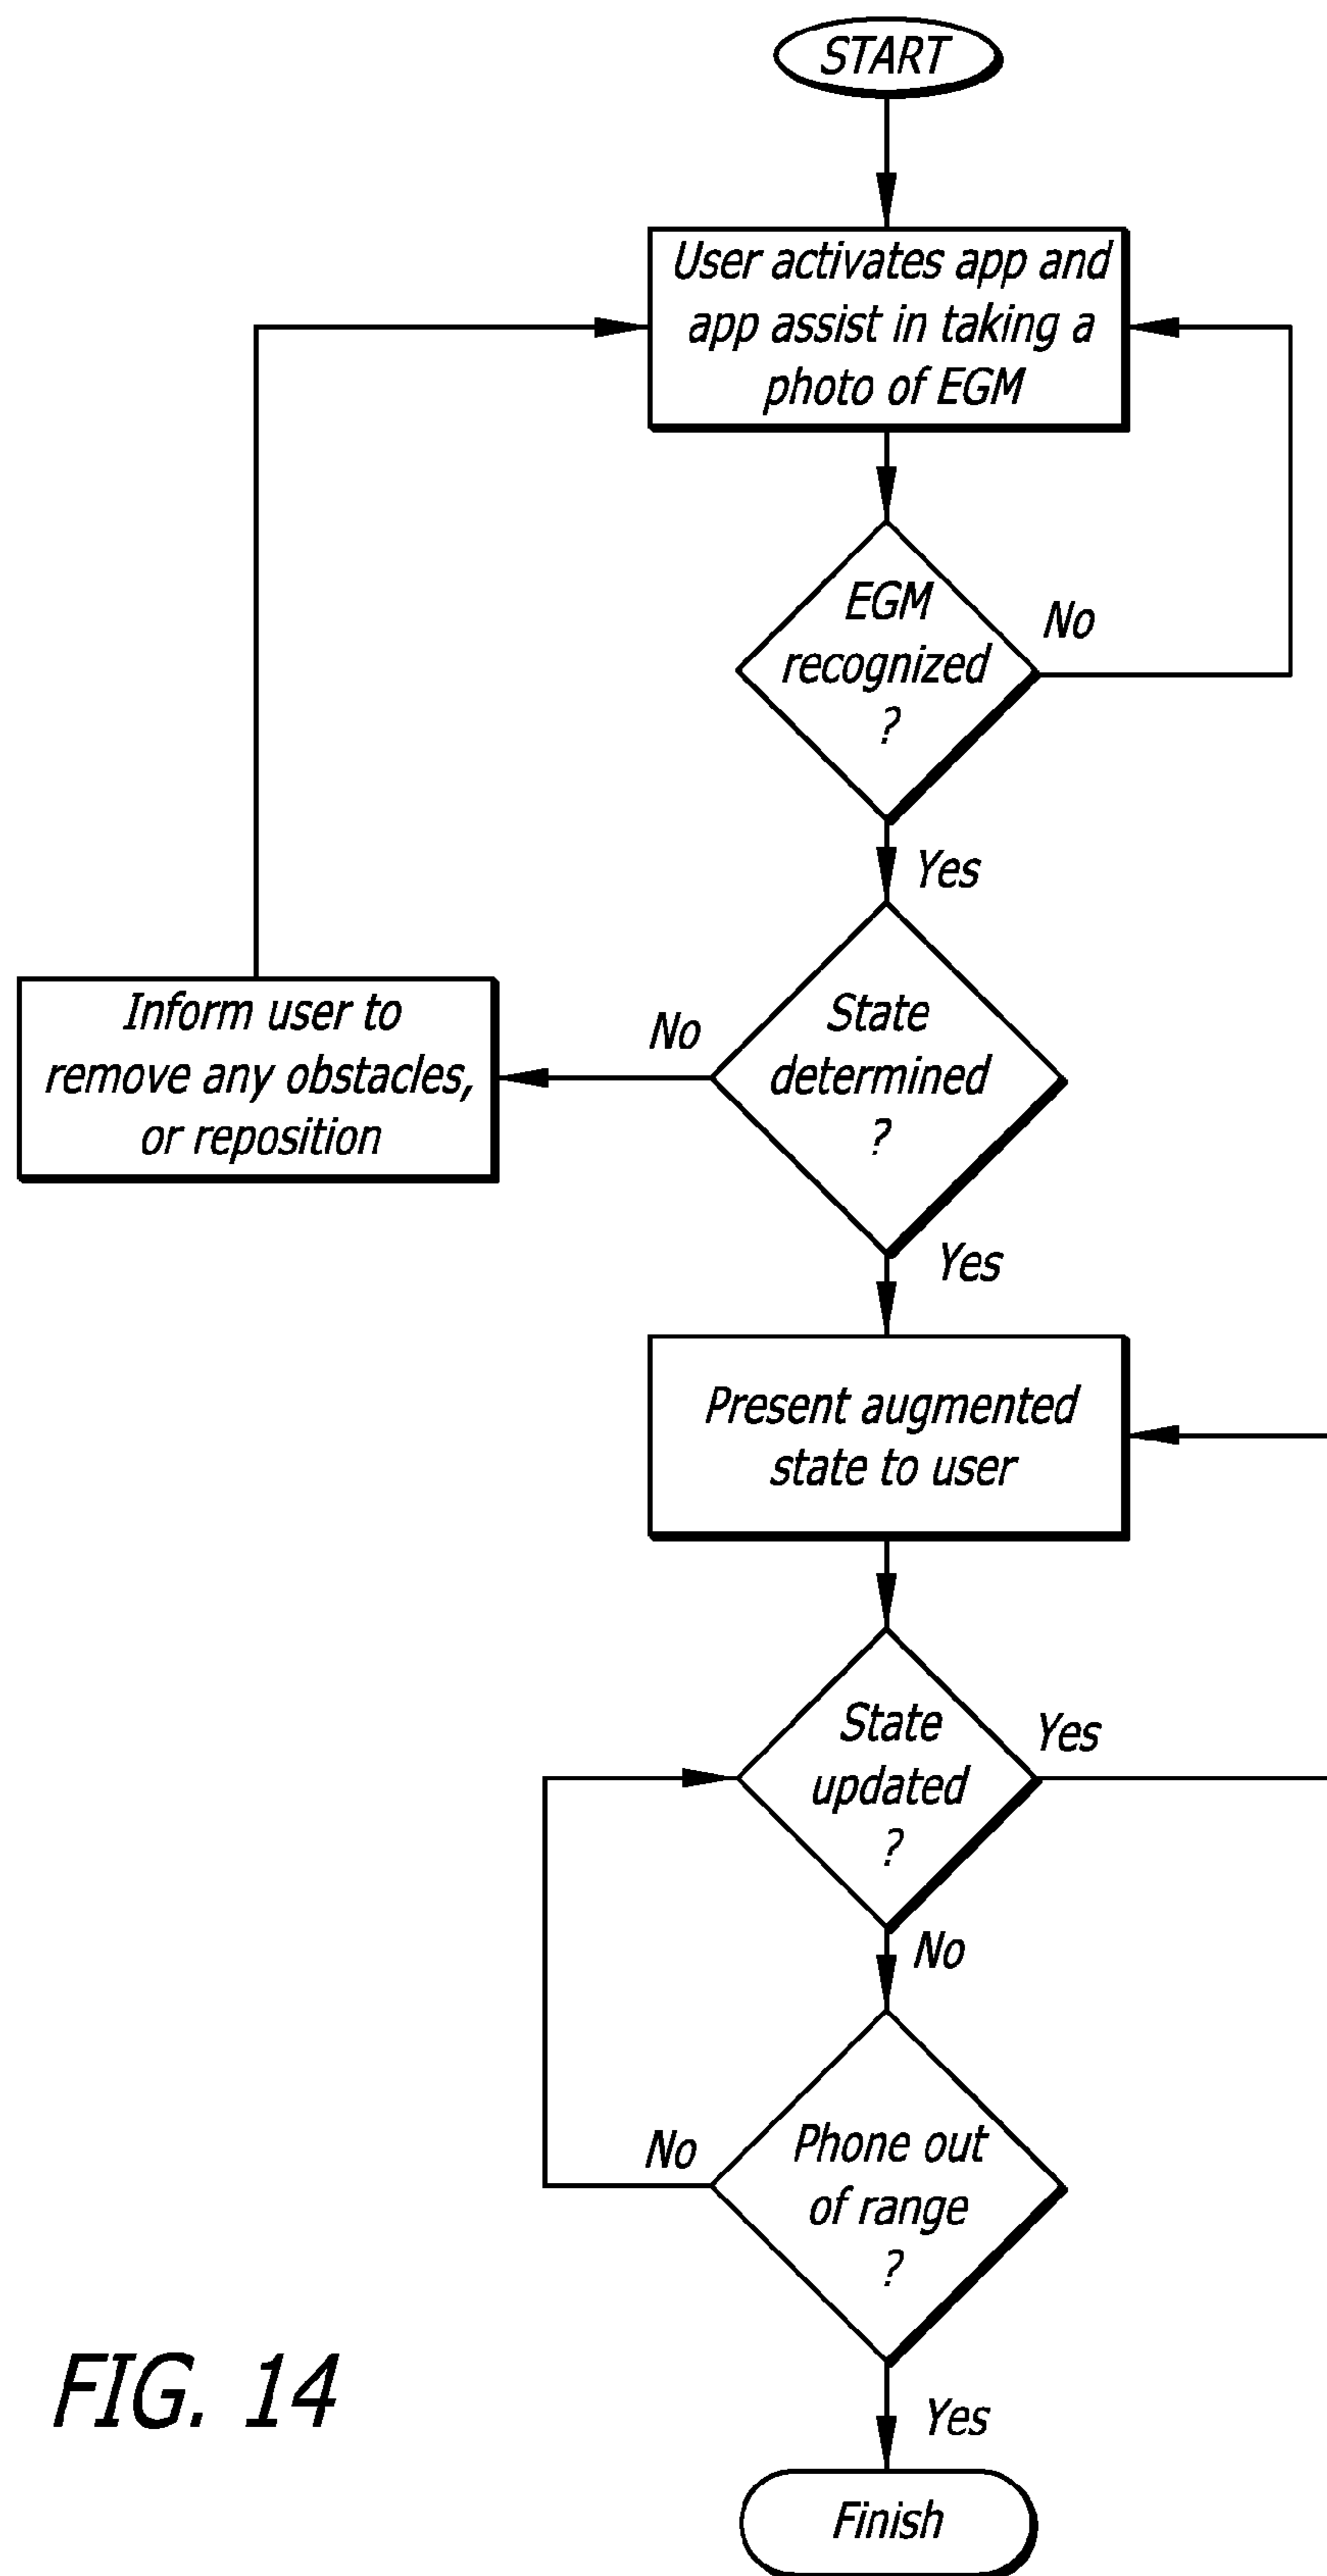 START
User activates app and
app assist in taking a
photo of EGM
EGM
recognized
?
No
Yes
State
determined
?
No
Inform user to
remove any obstacles,
or reposition
Yes
Present augmented
state to user
State
updated
?
Yes
No
Phone out
of range
?
No
Yes
Finish
FIG. 14